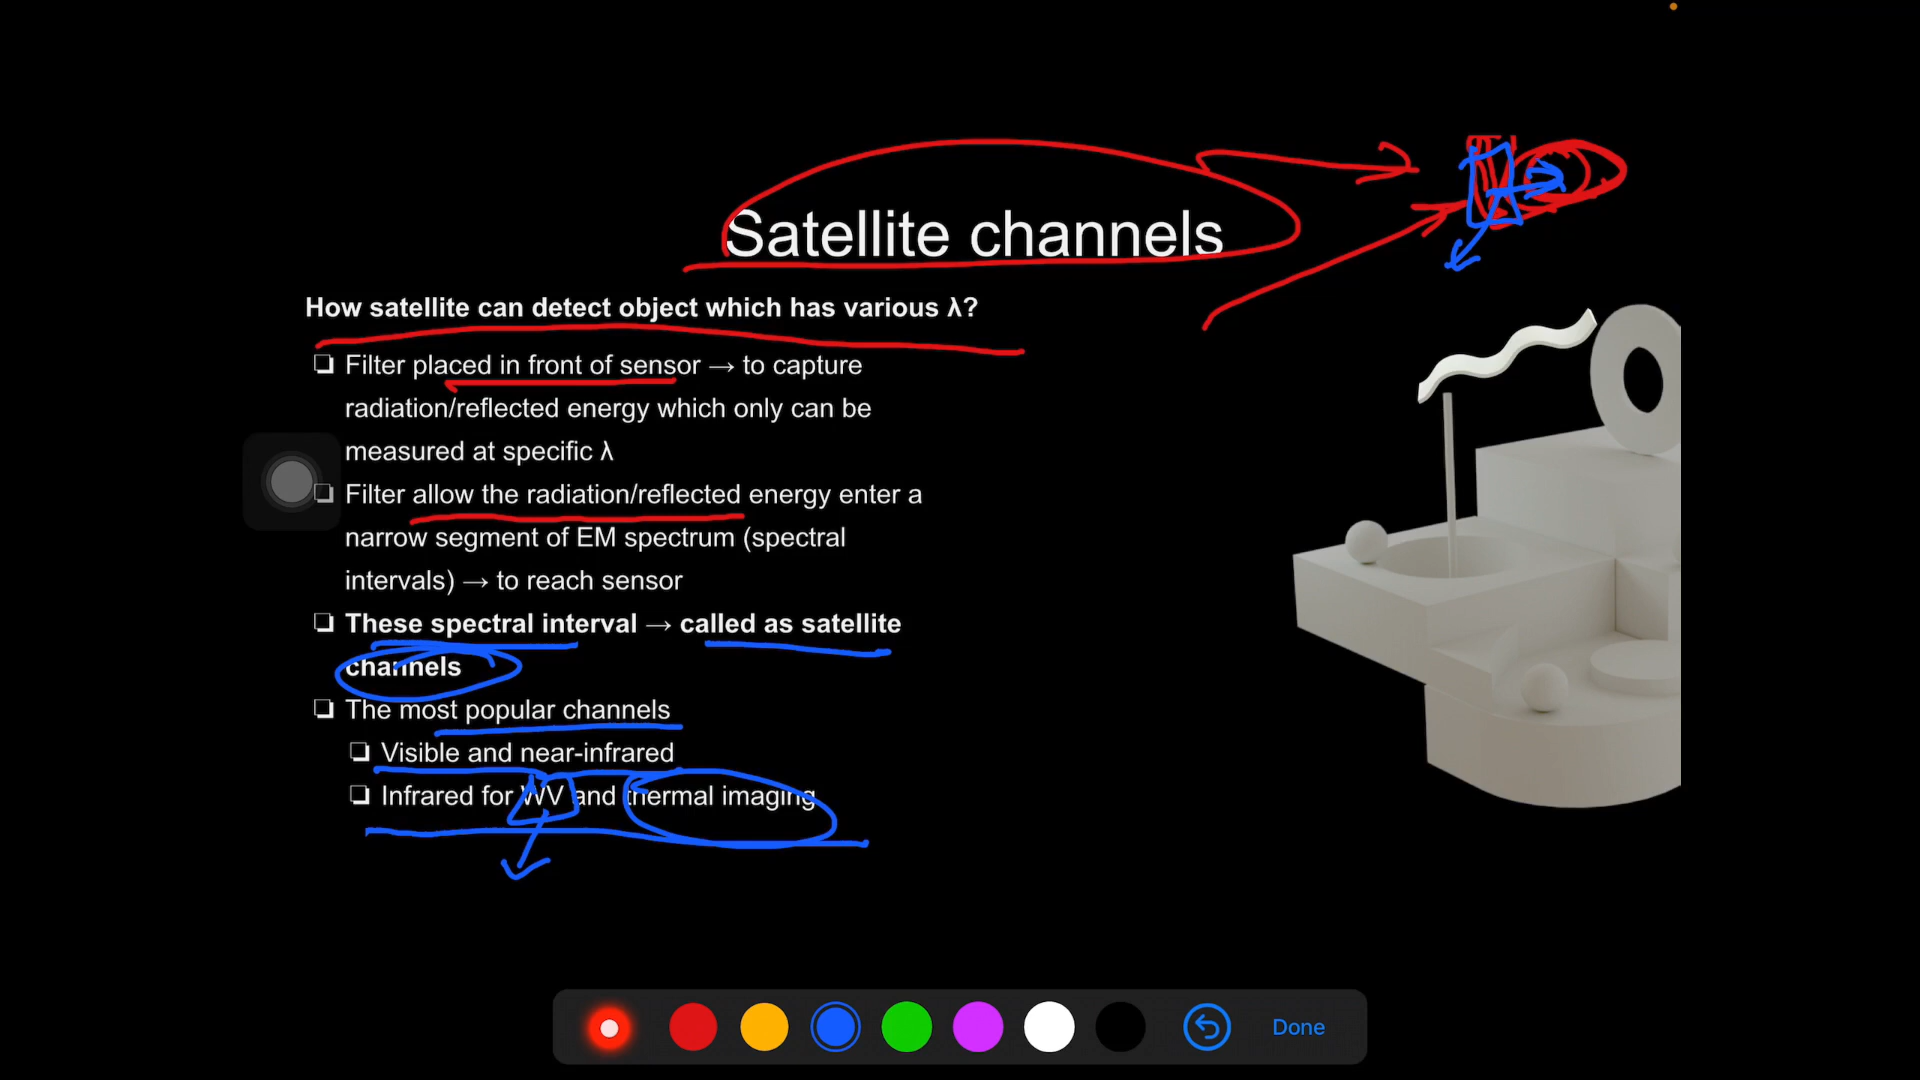 Satellite channels
How satellite can detect object which has various λ?
❏ Filter placed in front of sensor → to capture
radiation/reflected energy which only can be
measured at specific λ
❏ Filter allow the radiation/reflected energy enter a
narrow segment of EM spectrum (spectral
intervals) → to reach sensor
❏ These spectral interval → called as satellite
channels
❏ The most popular channels
❏ Visible and near-infrared
❏ Infrared for WV and thermal imaging
Done